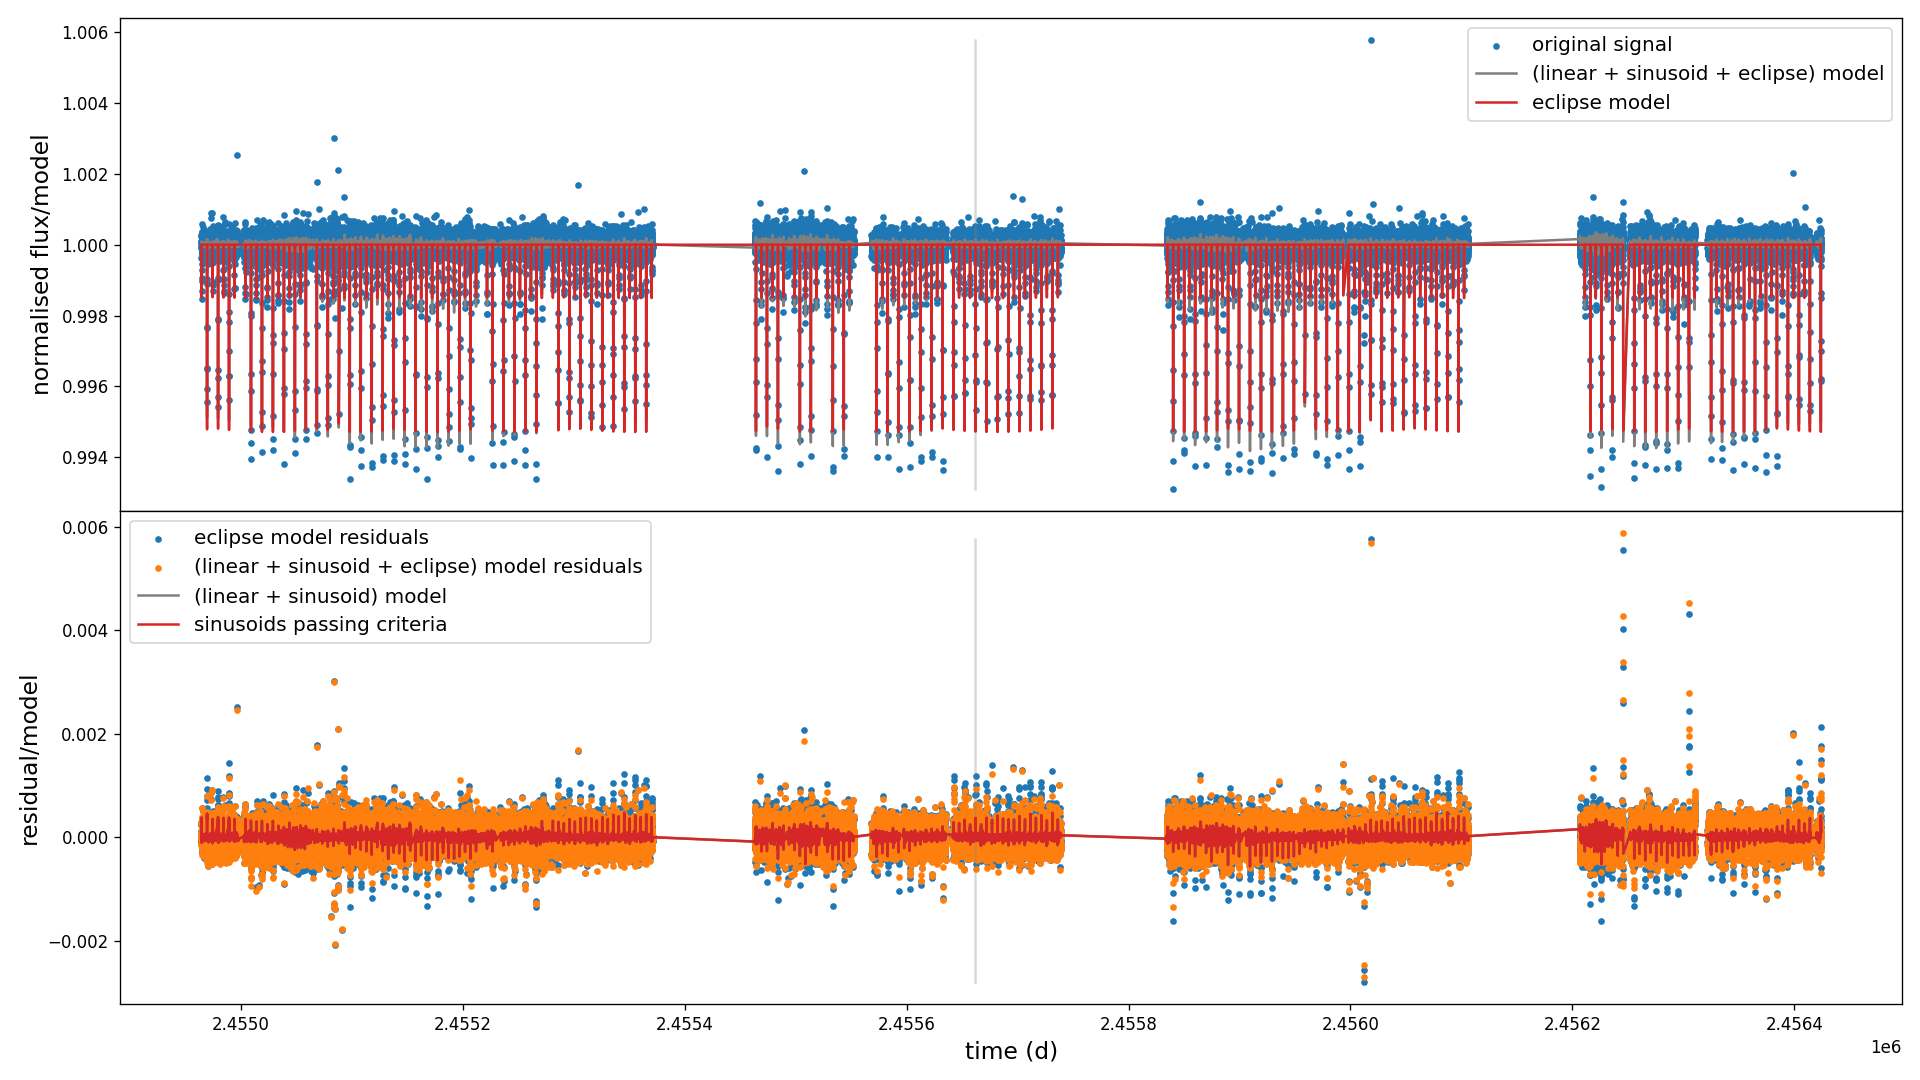 1.006
1.004
1.002
1.000
0.998
0.996
0.994
normalised flux/model
original signal
(linear + sinusoid + eclipse) model
eclipse model
0.006
0.004
0.002
0.000
−0.002
residual/model
eclipse model residuals
(linear + sinusoid + eclipse) model residuals
(linear + sinusoid) model
sinusoids passing criteria
2.4550
2.4552
2.4554
2.4556
2.4558
2.4560
2.4562
2.4564
time (d)
1e6